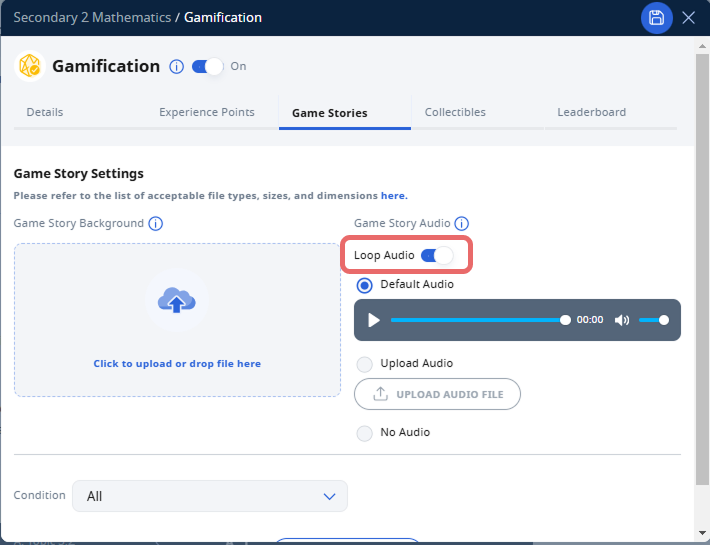 Secondary 2 Mathematics / Gamification
Gamification On
Details Experience Points Game Stories Collectibles Leaderboard
Game Story Settings
Please refer to the list of acceptable file types, sizes, and dimensions here.
Game Story Background Game Story Audio
Loop Audio
Default Audio
00:00
Click to upload or drop file here
Upload Audio
UPLOAD AUDIO FILE
No Audio
Condition All